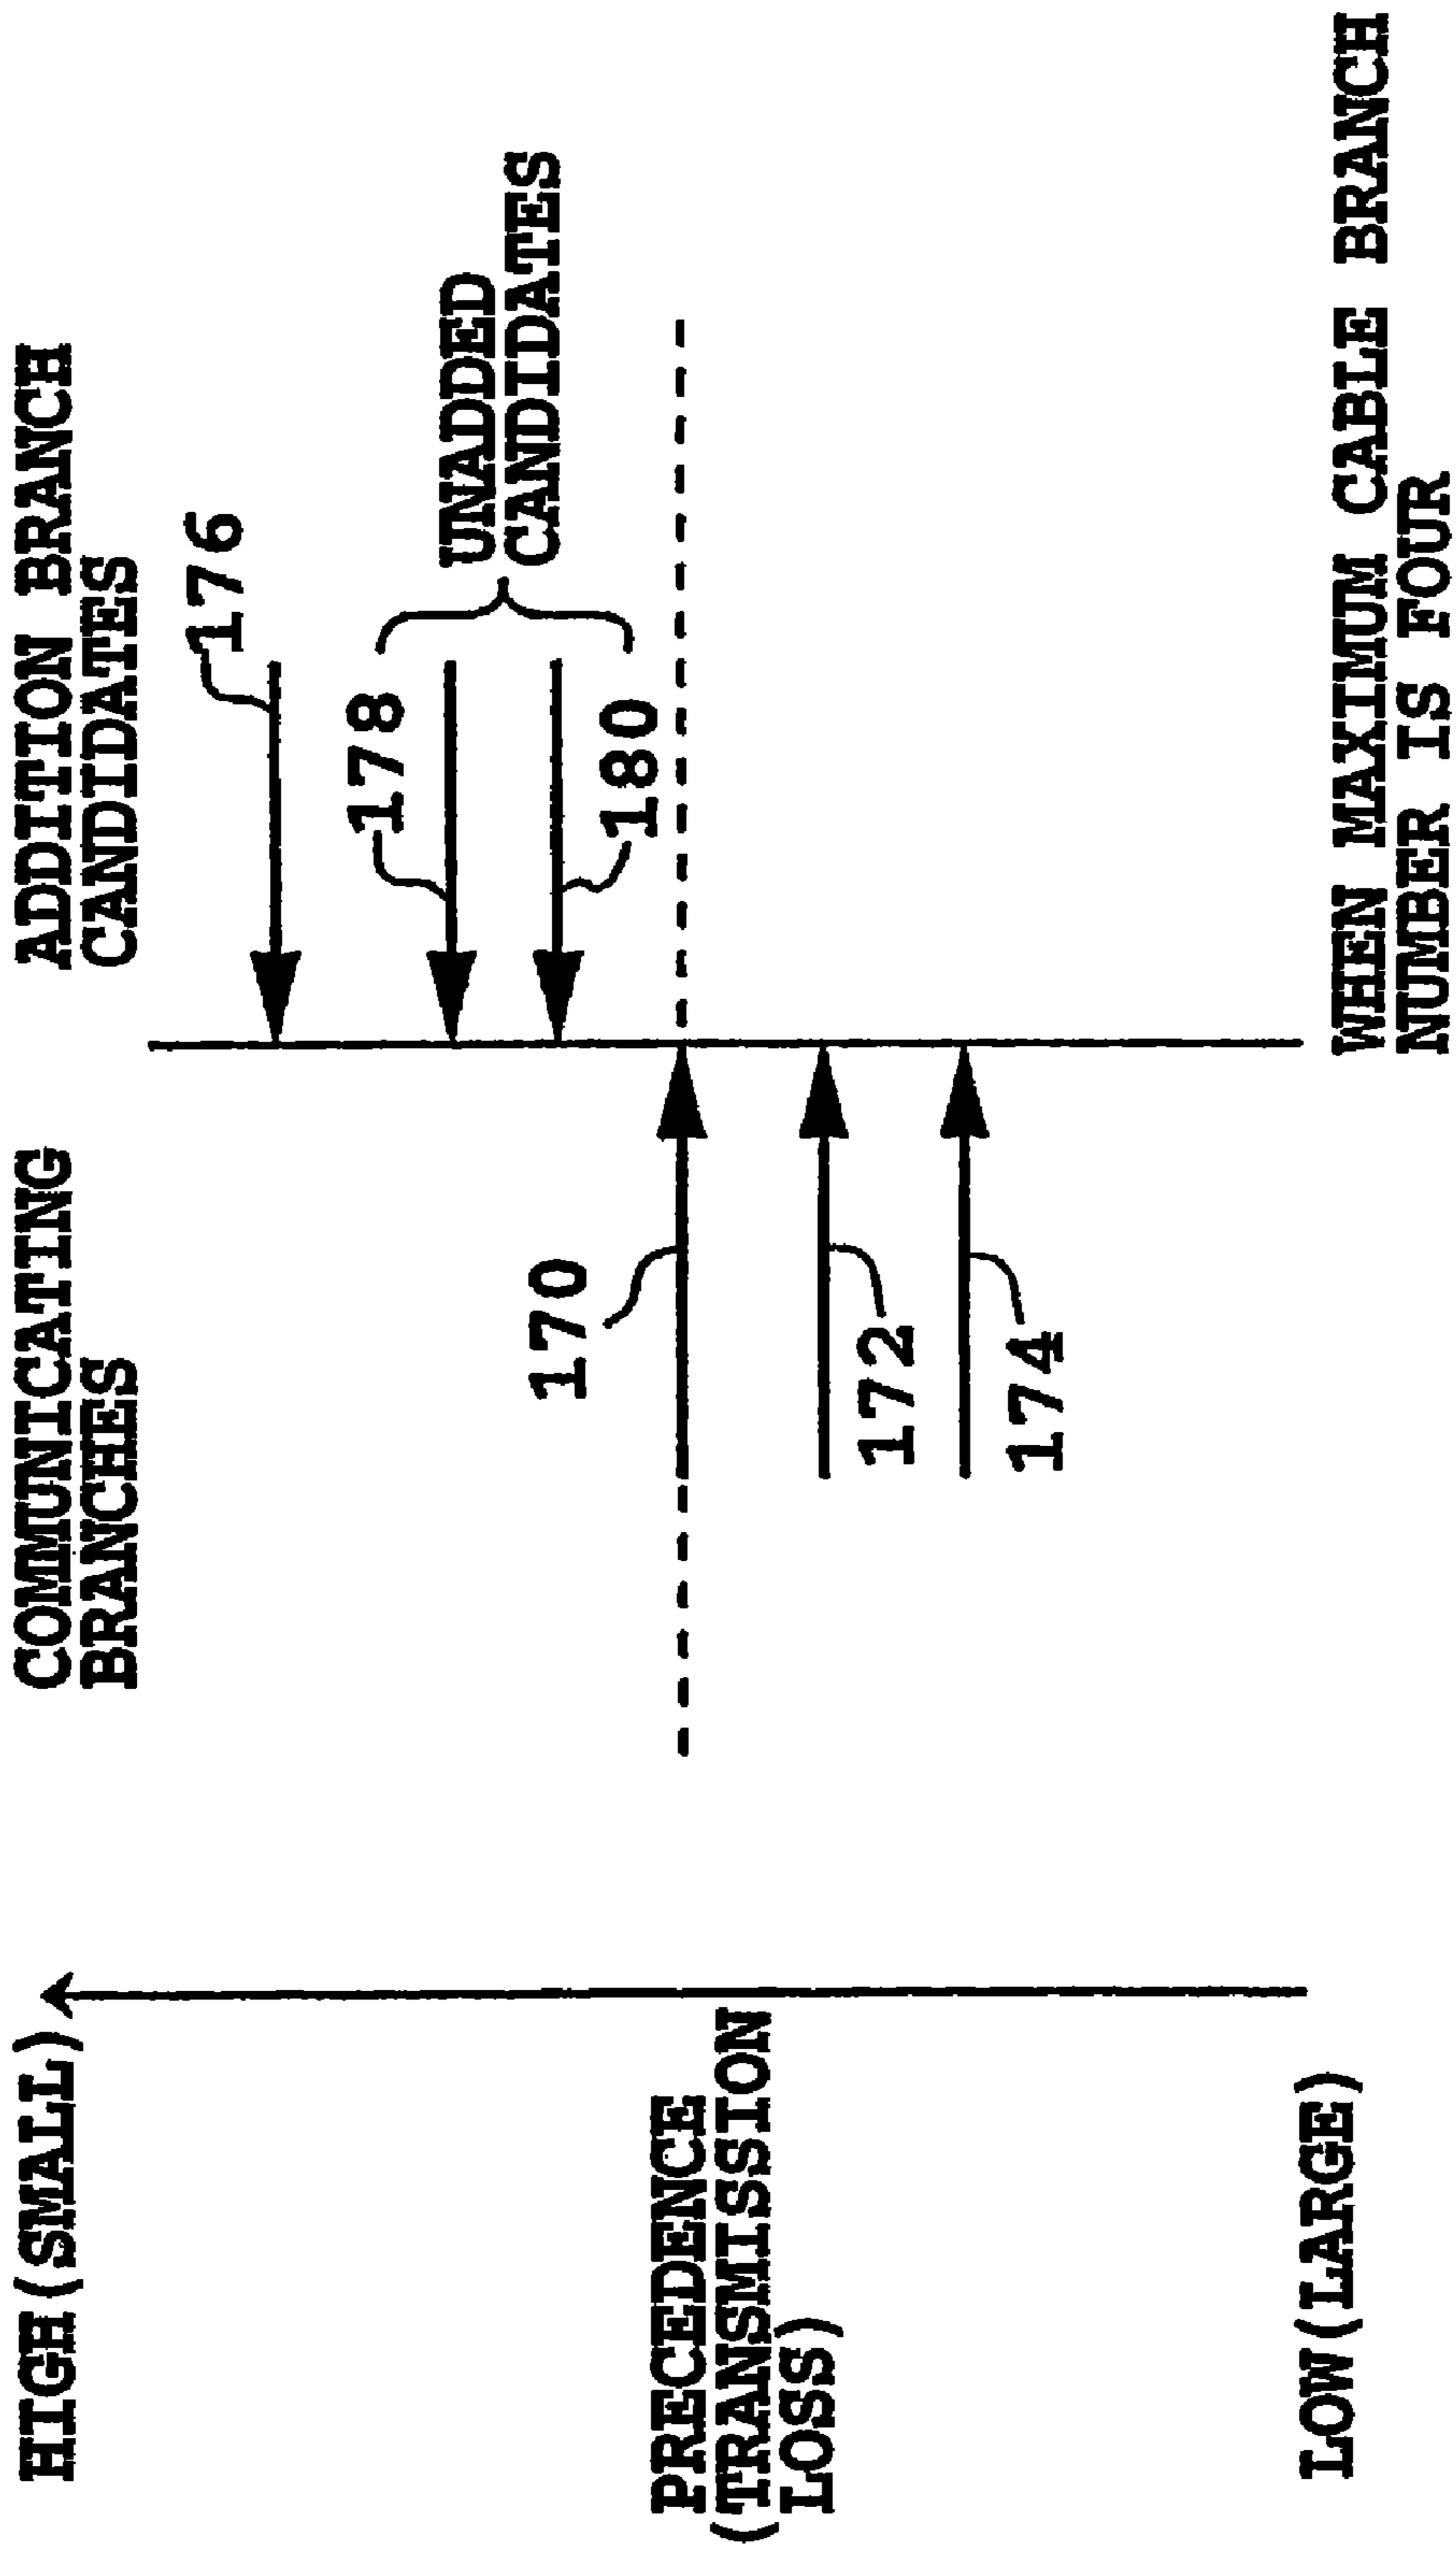 HIGH(SMALL)
PRECEDENCE
(TRANSMISSION
LOSS)
LOW(LARGE)
COMMUNICATING
BRANCHES
170
172
174
ADDITION BRANCH
CANDIDATES
176
178
180
UNADDED
CANDIDATES
WHEN MAXIMUM CABLE BRANCH
NUMBER IS FOUR